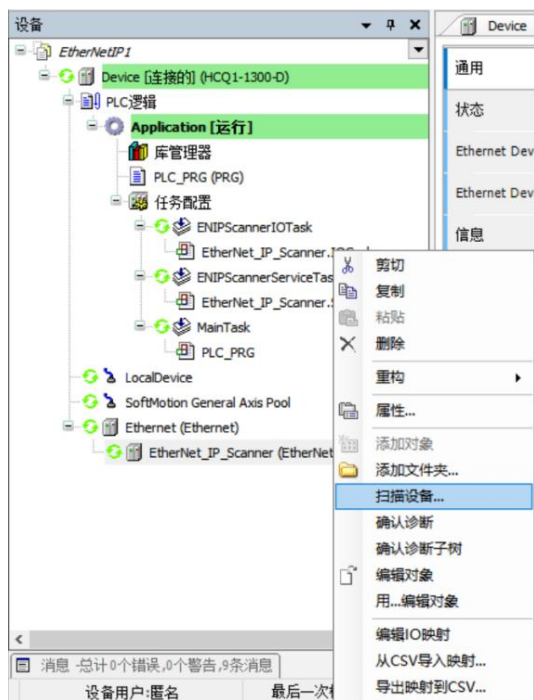 设备
EtherNetIP1
Device [连接的] (HCQ1-1300-D)
PLC逻辑
Application [运行]
库管理器
PLC_PRG (PRG)
任务配置
ENIPScannerIOTask
EtherNet_IP_Scanner.
ENIPScannerServiceTas
EtherNet_IP_Scanner.
MainTask
PLC_PRG
LocalDevice
SoftMotion General Axis Pool
Ethernet (Ethernet)
EtherNet_IP_Scanner (EtherNet
Device
通用
状态
Ethernet Dev
Ethernet Dev
信息
剪切
复制
粘贴
删除
重构
属性...
添加对象
添加文件夹...
扫描设备...
确认诊断
确认诊断子树
编辑对象
用...编辑对象
编辑IO映射
从CSV导入映射...
导出映射到CSV...
消息 -总计0个错误,0个警告,9条消息
设备用户:匿名
最后一次